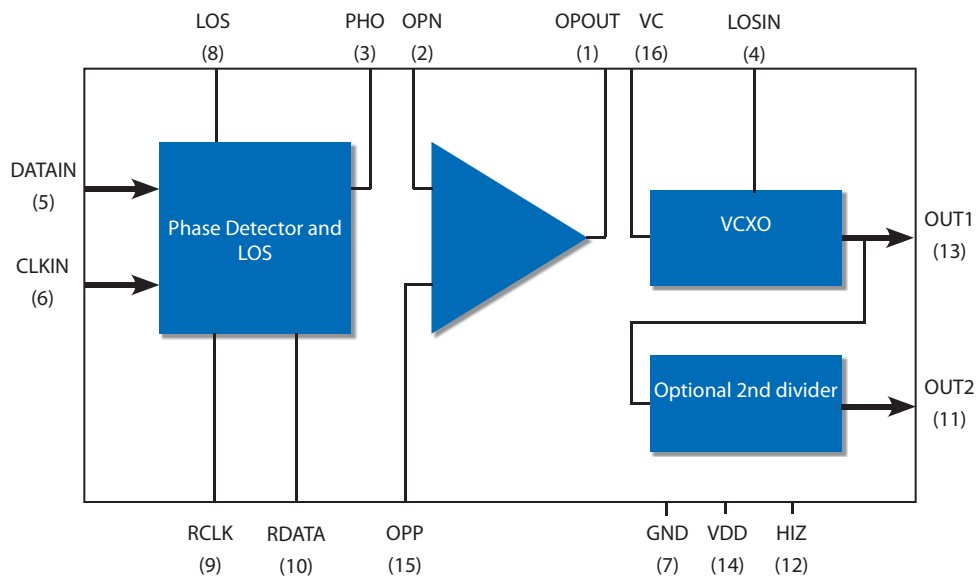 LOS PHO OPN OPOUT VC LOSIN
(8) (3) (2) (1) (16) (4)
DATAIN
(5)
CLKIN
(6)
Phase Detector and
LOS
VCXO
OUT1
(13)
Optional 2nd divider
OUT2
(11)
RCLK RDATA OPP GND VDD HIZ
(9) (10) (15) (7) (14) (12)